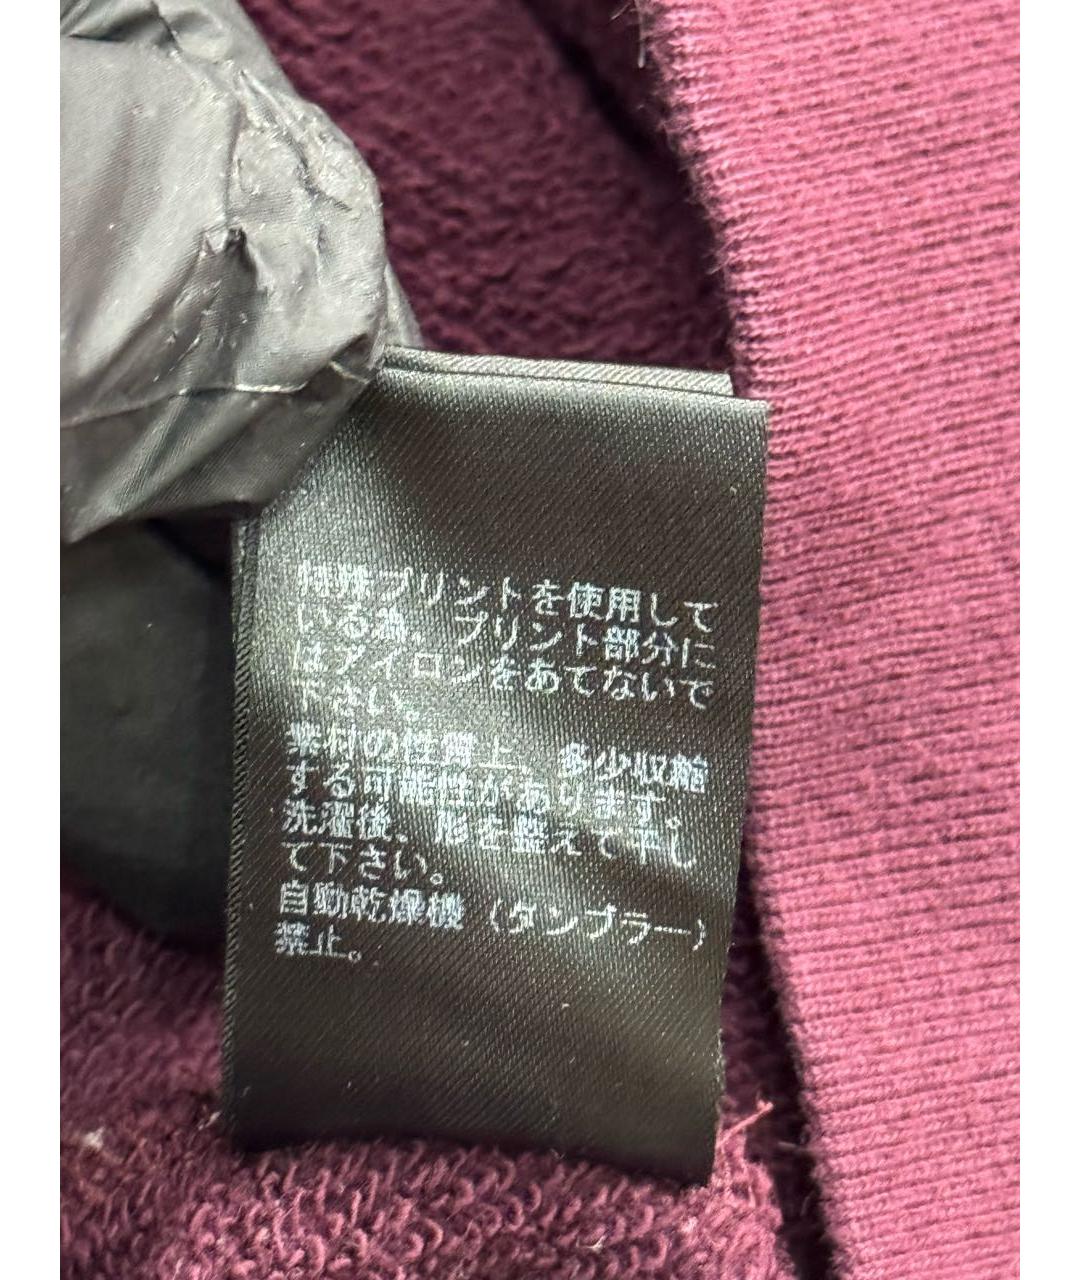 特殊プリントを使用して
いる為、プリント部分に
はアイロンをあてないで
下さい。
素材の性質上、多少収縮
する可能性があります。
洗濯後、形を整えて干し
て下さい。
自動乾燥機（タンブラー）
禁止。